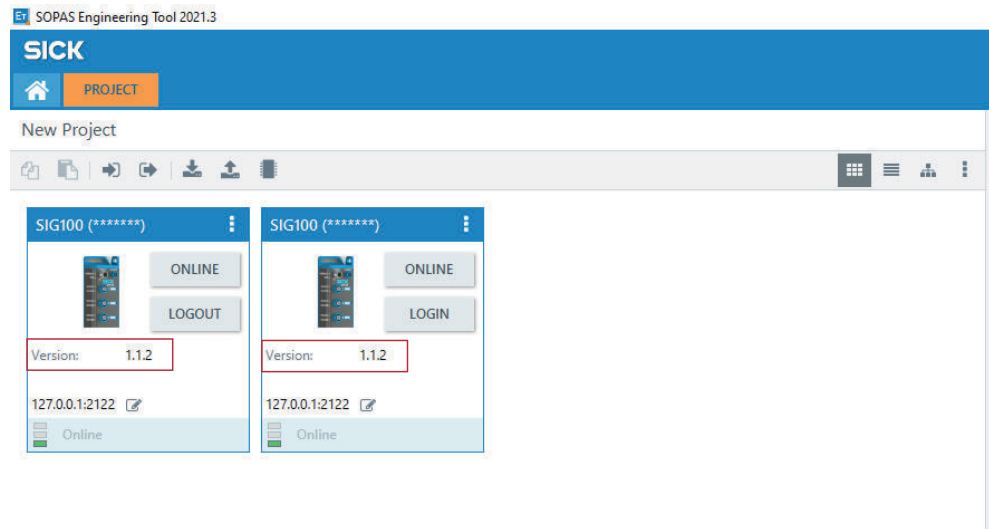 ET SOPAS Engineering Tool 2021.3
SICK
PROJECT
New Project
SIG100 (*******)
ONLINE
LOGOUT
Version: 1.1.2
127.0.0.1:2122
Online
SIG100 (*******)
ONLINE
LOGIN
Version: 1.1.2
127.0.0.1:2122
Online